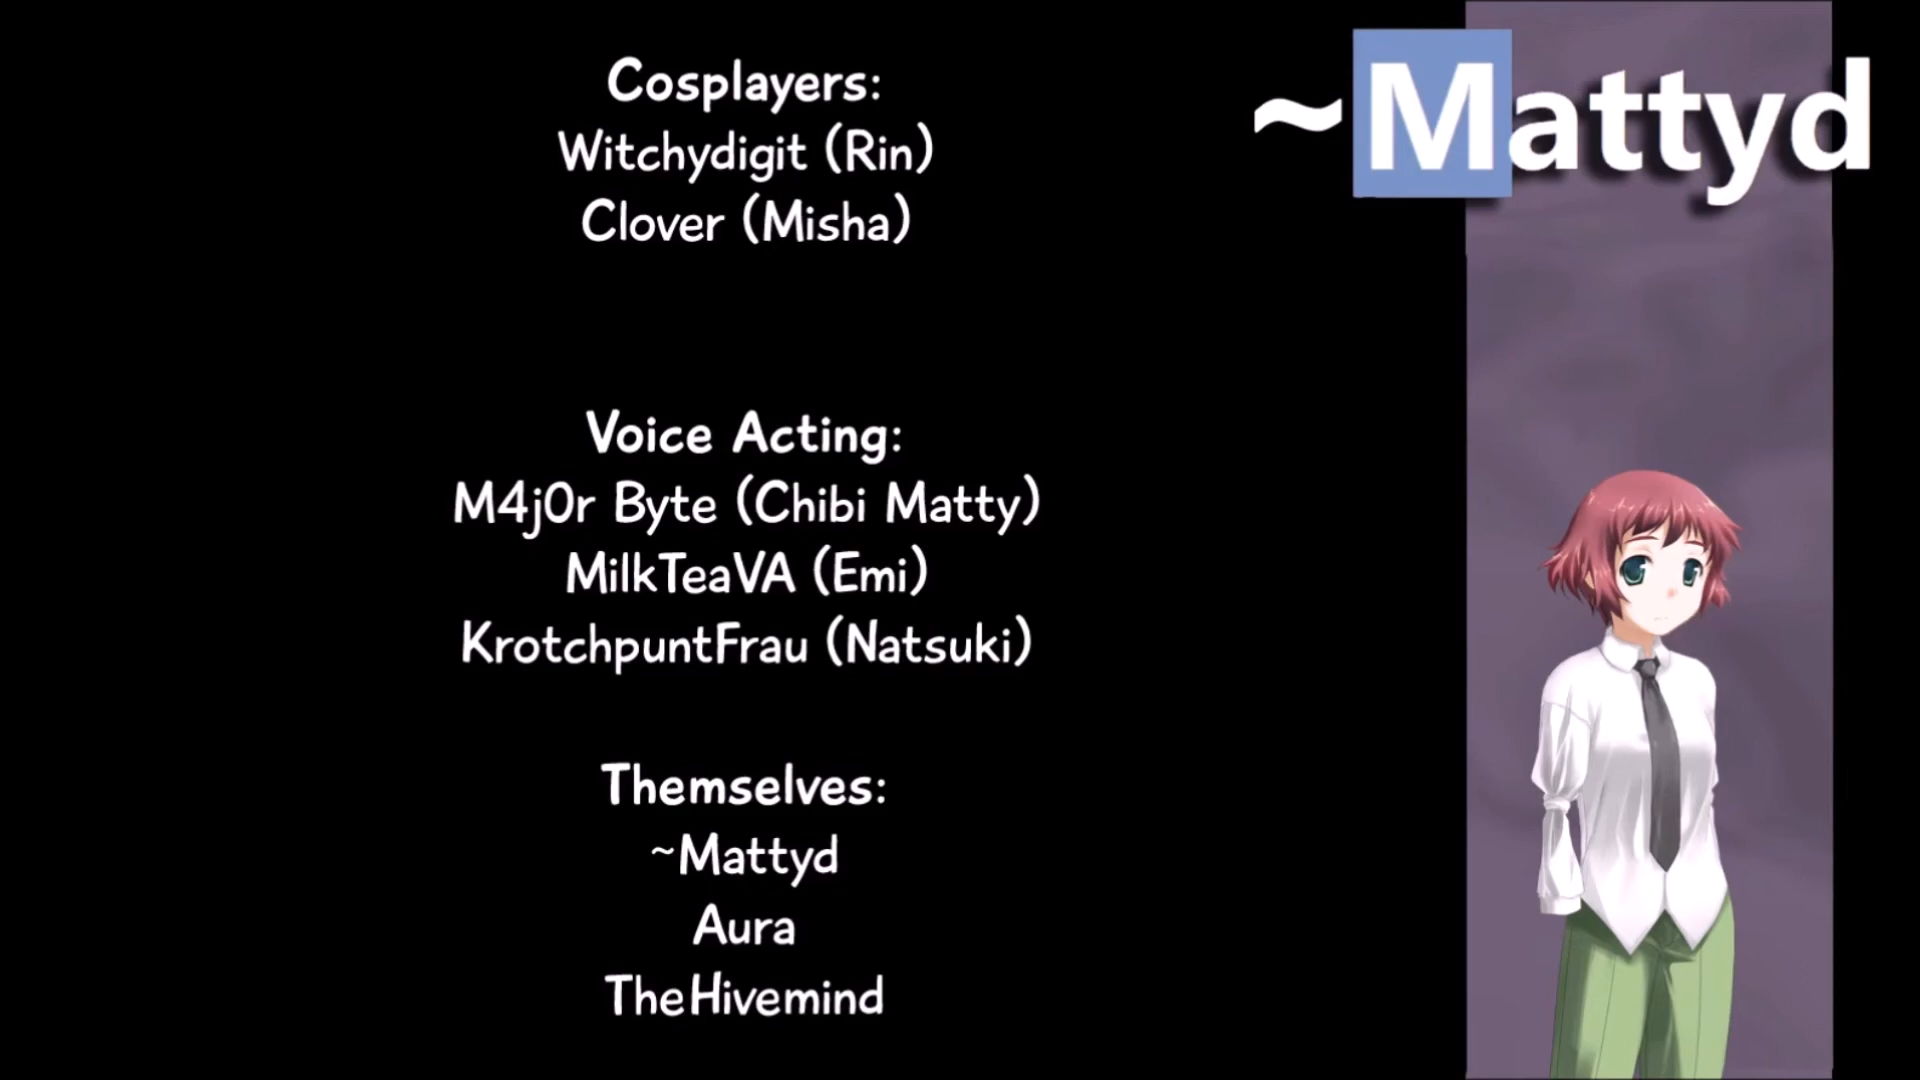 Cosplayers:
Witchydigit (Rin)
Clover (Misha)
Voice Acting:
M4j0r Byte (Chibi Matty)
MilkTeaVA (Emi)
KrotchpuntFrau (Natsuki)
Themselves:
~Mattyd
Aura
TheHivemind
~Mattyd